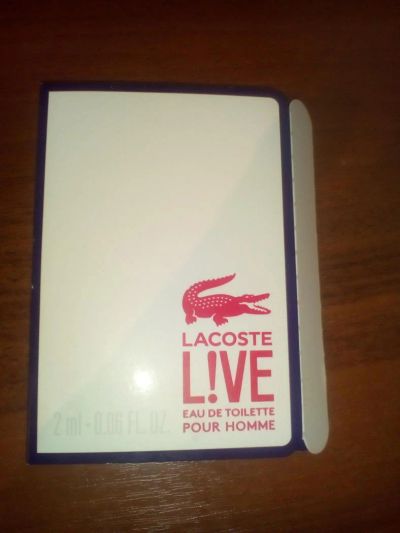 LACOSTE
L!VE
EAU DE TOILETTE
POUR HOMME
2 ml - 0.06 FL. OZ.